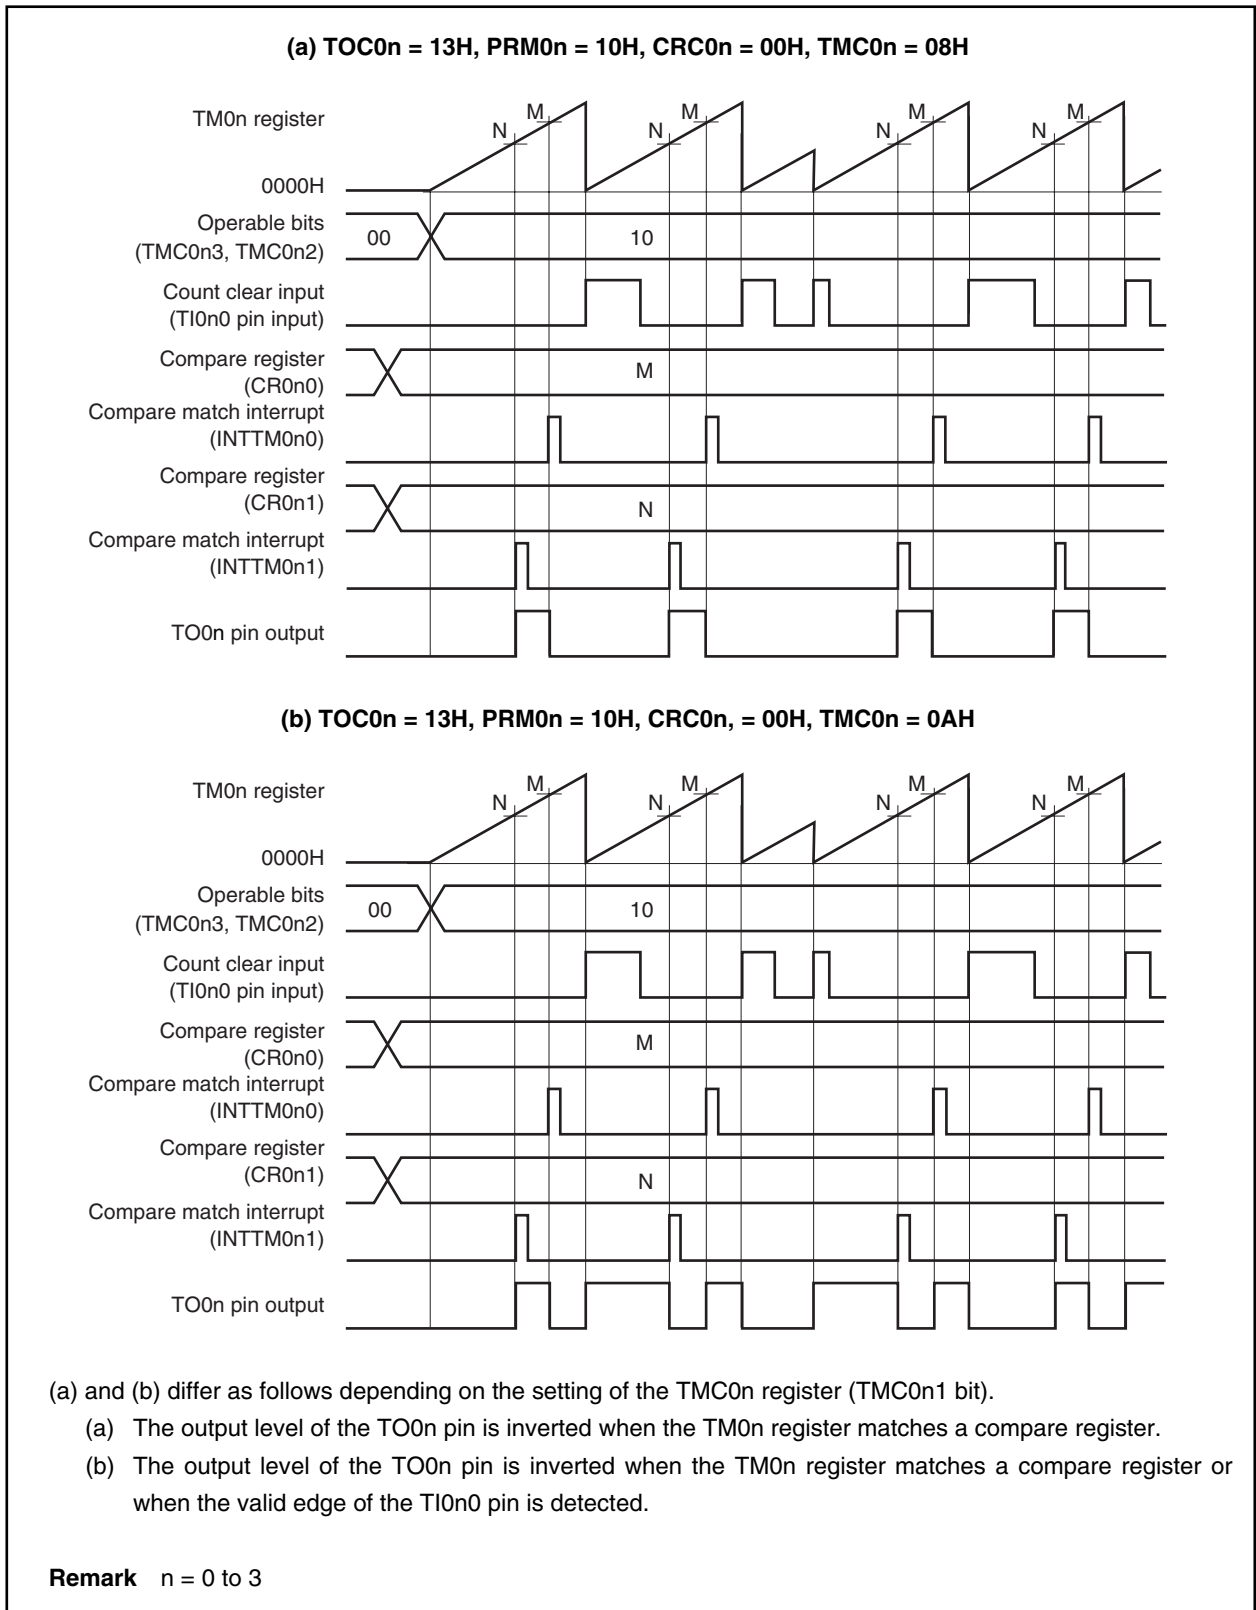 (a) TOC0n = 13H, PRM0n = 10H, CRC0n = 00H, TMC0n = 08H
TM0n register
N M N M N M N M
0000H
Operable bits
(TMC0n3, TMC0n2)
00 10
Count clear input
(TI0n0 pin input)
Compare register
(CR0n0)
M
Compare match interrupt
(INTTM0n0)
Compare register
(CR0n1)
N
Compare match interrupt
(INTTM0n1)
TO0n pin output
(b) TOC0n = 13H, PRM0n = 10H, CRC0n, = 00H, TMC0n = 0AH
TM0n register
N M N M N M N M
0000H
Operable bits
(TMC0n3, TMC0n2)
00 10
Count clear input
(TI0n0 pin input)
Compare register
(CR0n0)
M
Compare match interrupt
(INTTM0n0)
Compare register
(CR0n1)
N
Compare match interrupt
(INTTM0n1)
TO0n pin output
(a) and (b) differ as follows depending on the setting of the TMC0n register (TMC0n1 bit).
(a) The output level of the TO0n pin is inverted when the TM0n register matches a compare register.
(b) The output level of the TO0n pin is inverted when the TM0n register matches a compare register or
when the valid edge of the TI0n0 pin is detected.
Remark n = 0 to 3